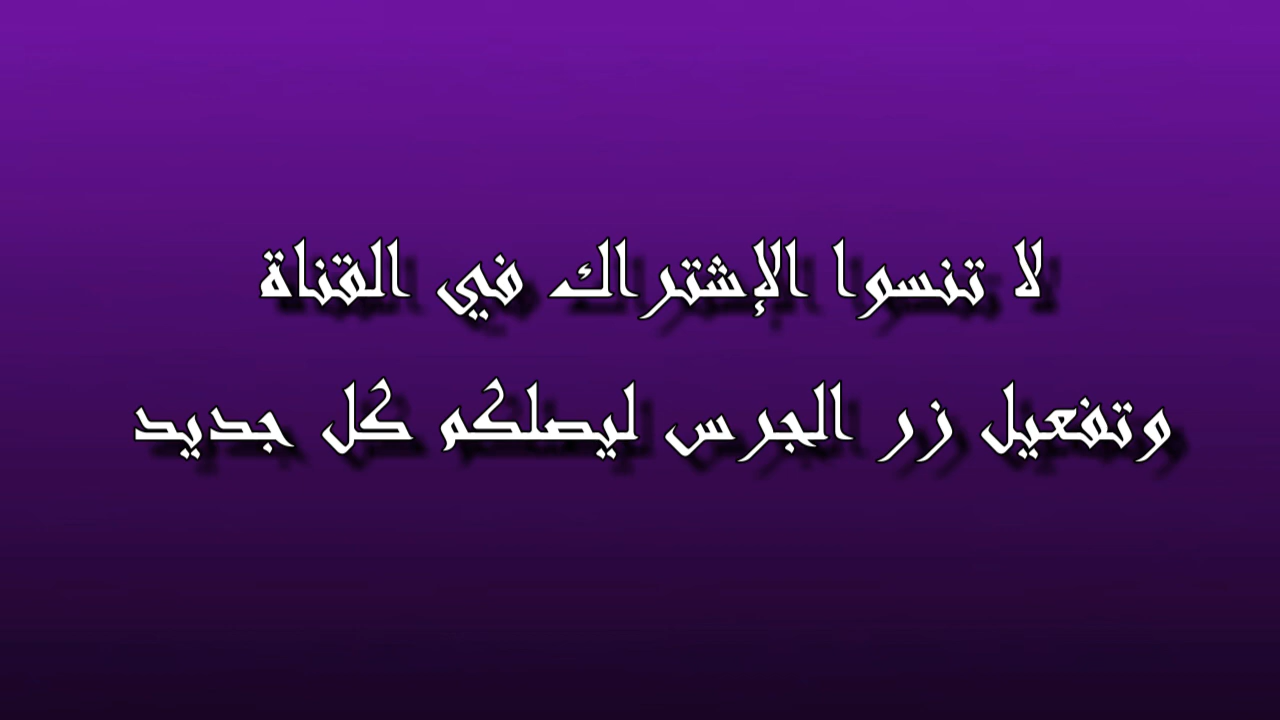 لا تنسوا الإشتراك في القناة
وتفعيل زر الجرس ليصلكم كل جديد